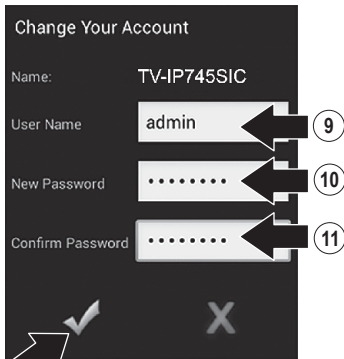 Change Your Account
Name: TV-IP745SIC
User Name admin 9
New Password •••••••• 10
Confirm Password •••••••• 11